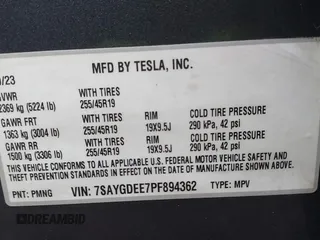 MFD BY TESLA, INC.
/23
GVWR WITH TIRES
2369 kg (5224 lb) 255/45R19
GAWR FRT WITH TIRES RIM COLD TIRE PRESSURE
1363 kg (3004 lb) 255/45R19 19X9.5J 290 kPa, 42 psi
GAWR RR WITH TIRES RIM COLD TIRE PRESSURE
1500 kg (3306 lb) 255/45R19 19X9.5J 290 kPa, 42 psi
THIS VEHICLE CONFORMS TO ALL APPLICABLE U.S. FEDERAL MOTOR VEHICLE SAFETY AND
THEFT PREVENTION STANDARDS IN EFFECT ON THE DATE OF MANUFACTURE SHOWN ABOVE.
PNT: PMNG VIN: 7SAYGDEE7PF894362 TYPE: MPV
DREAMBID